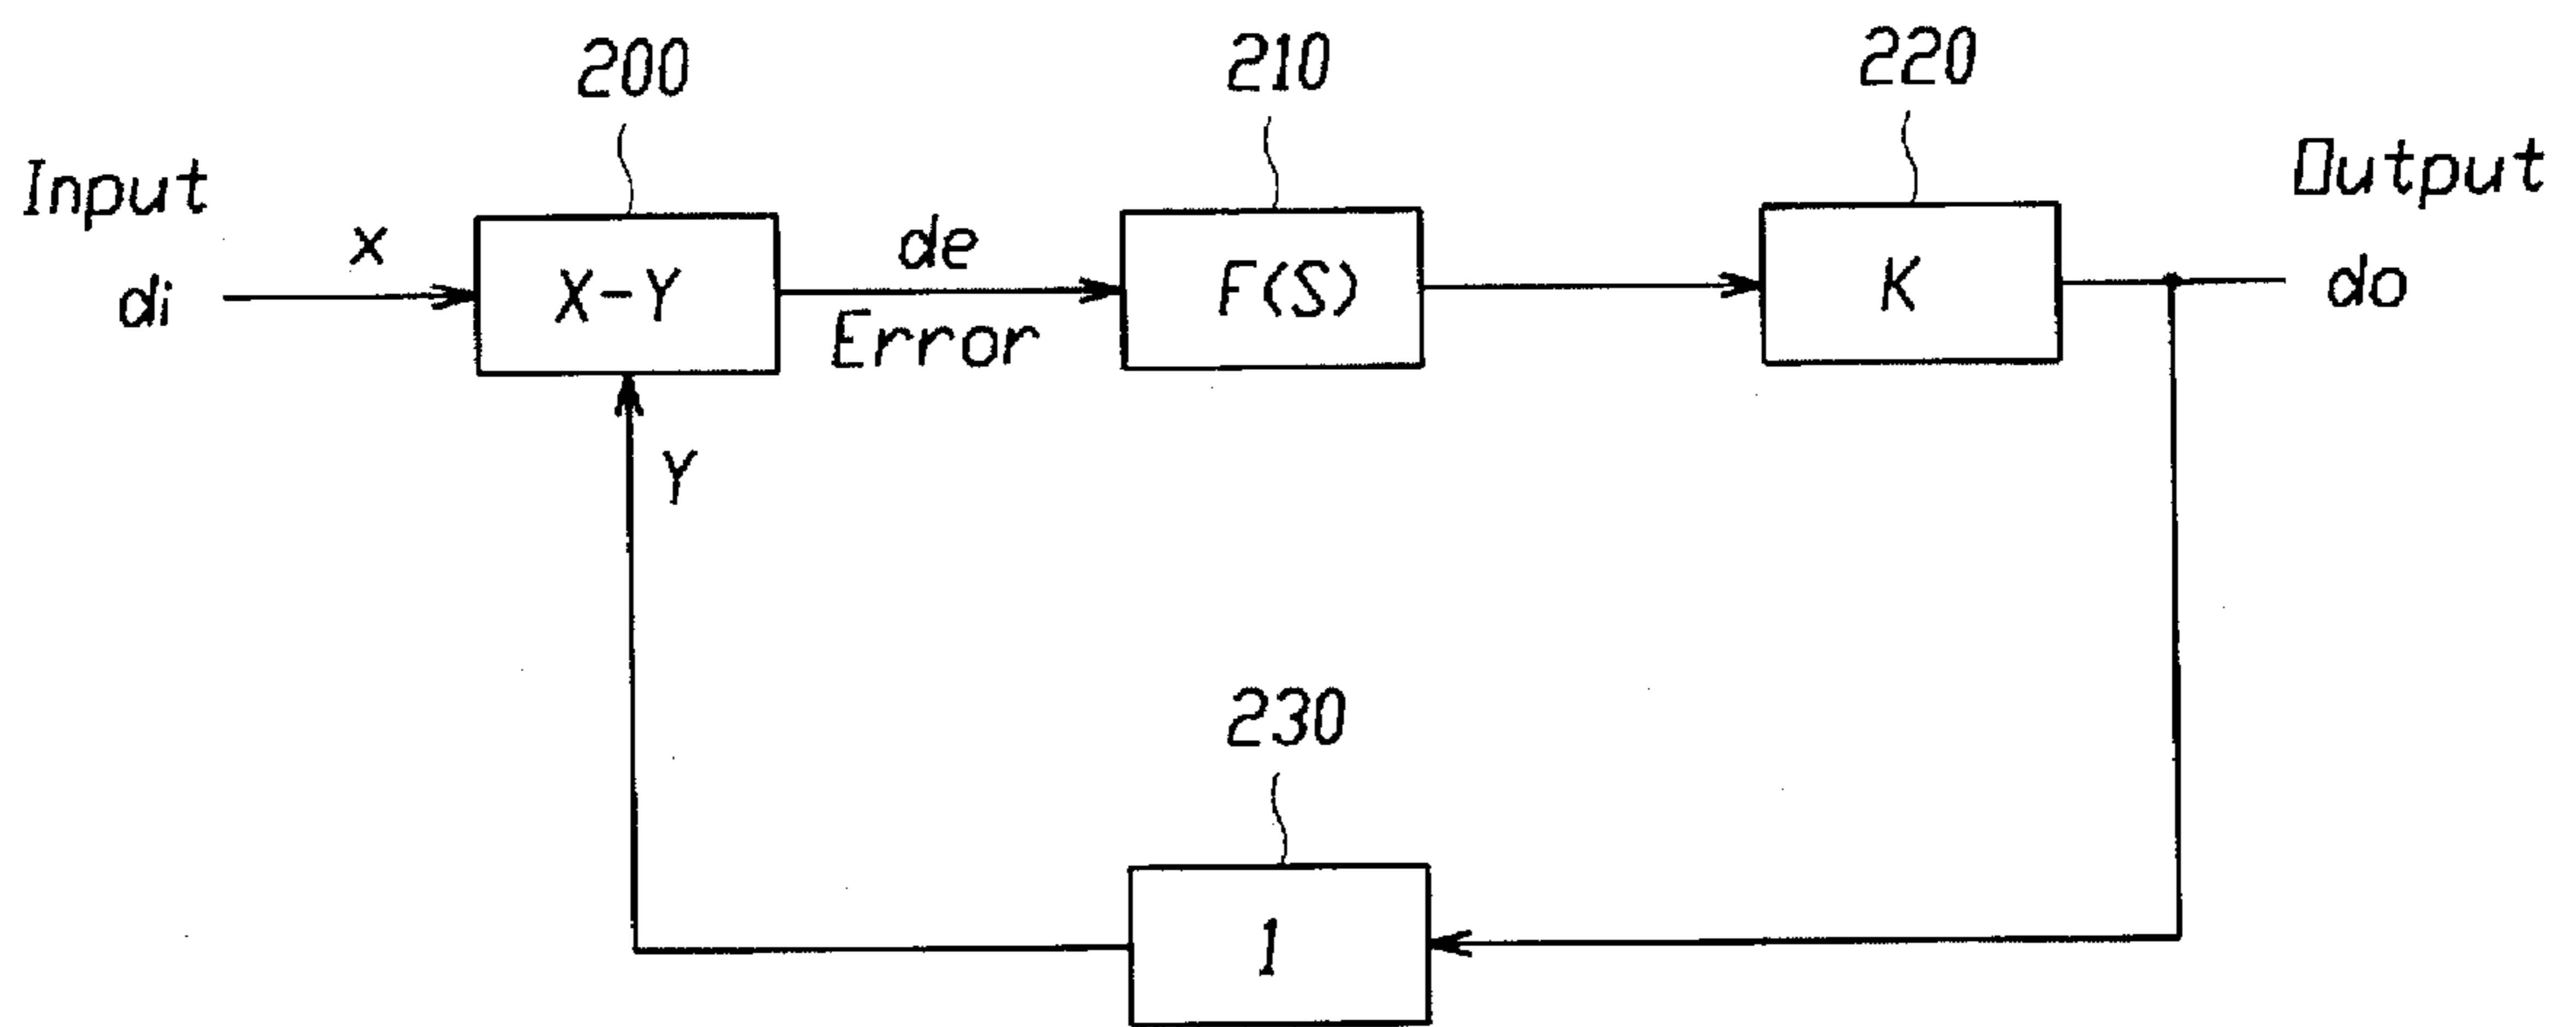 200
210
220
Input
Output
x
de
di
X-Y
F(S)
K
do
Error
Y
230
1